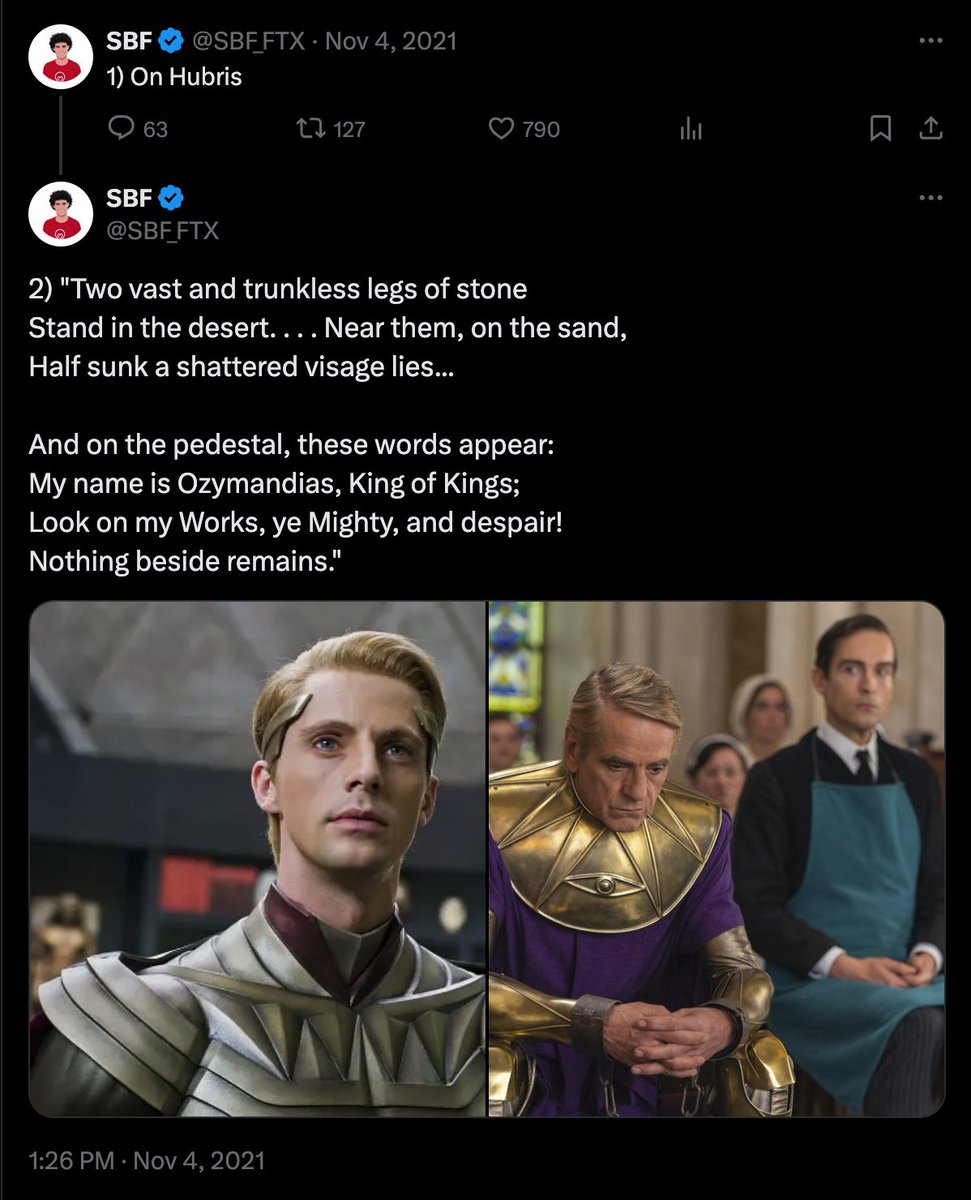 SBF @SBF_FTX · Nov 4, 2021
1) On Hubris
63 127 790
SBF
@SBF_FTX
2) "Two vast and trunkless legs of stone
Stand in the desert. . . . Near them, on the sand,
Half sunk a shattered visage lies...
And on the pedestal, these words appear:
My name is Ozymandias, King of Kings;
Look on my Works, ye Mighty, and despair!
Nothing beside remains."
1:26 PM · Nov 4, 2021